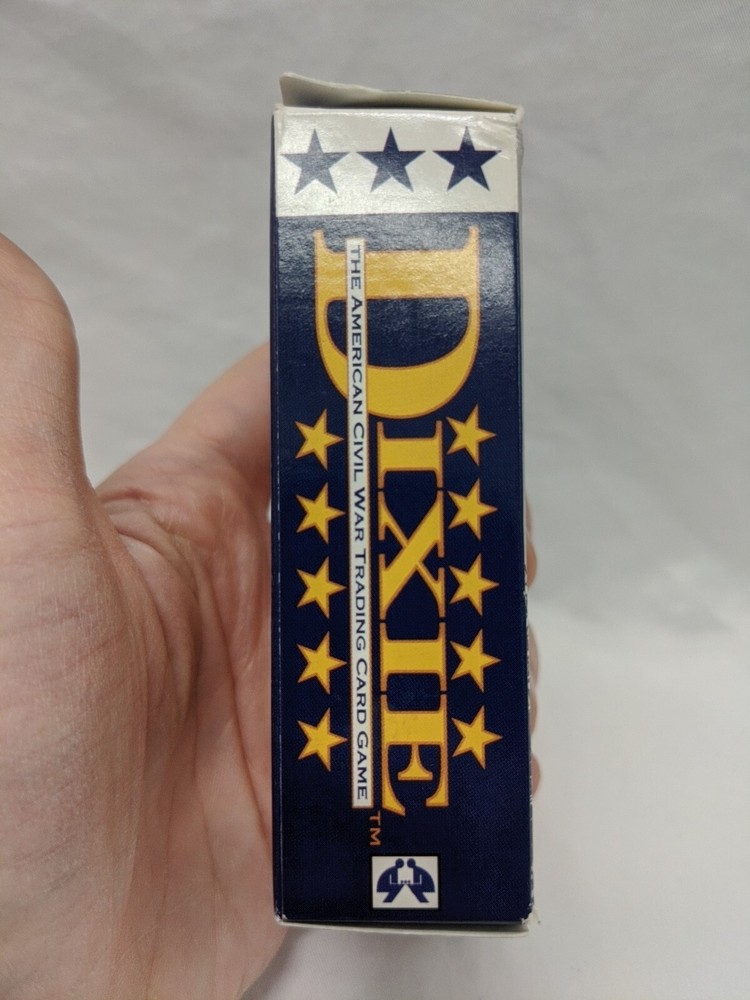 DIXIE
THE AMERICAN CIVIL WAR TRADING CARD GAME
TM